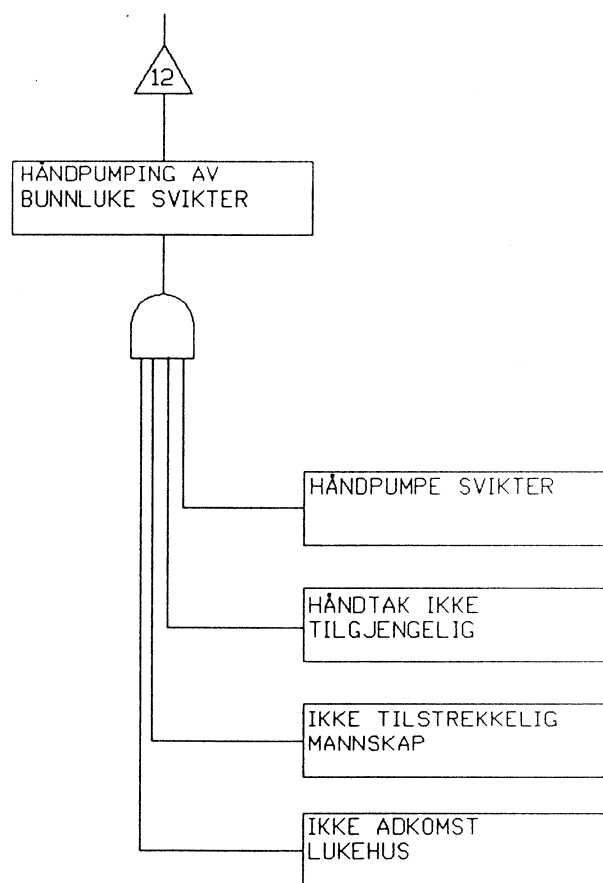 12
HÅNDPUMPING AV
BUNNLUKE SVIKTER
HÅNDPUMPE SVIKTER
HÅNDTAK IKKE
TILGJENGELIG
IKKE TILSTREKKELIG
MANNSKAP
IKKE ADKOMST
LUKEHUS